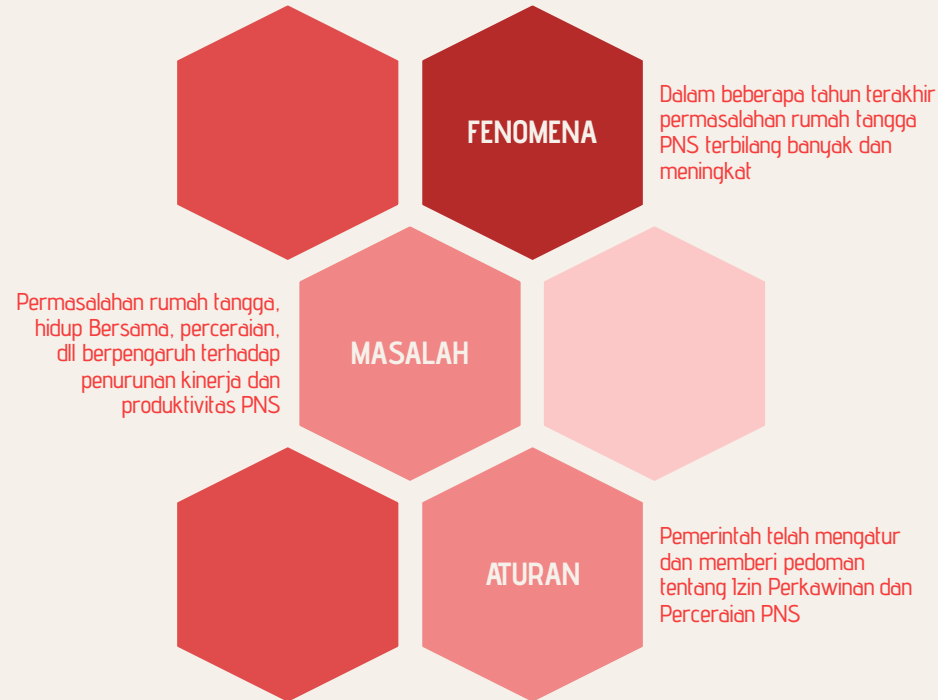 FENOMENA
Dalam beberapa tahun terakhir
permasalahan rumah tangga
PNS terbilang banyak dan
meningkat
Permasalahan rumah tangga,
hidup Bersama, perceraian,
dll berpengaruh terhadap
penurunan kinerja dan
produktivitas PNS
MASALAH
ATURAN
Pemerintah telah mengatur
dan memberi pedoman
tentang Izin Perkawinan dan
Perceraian PNS